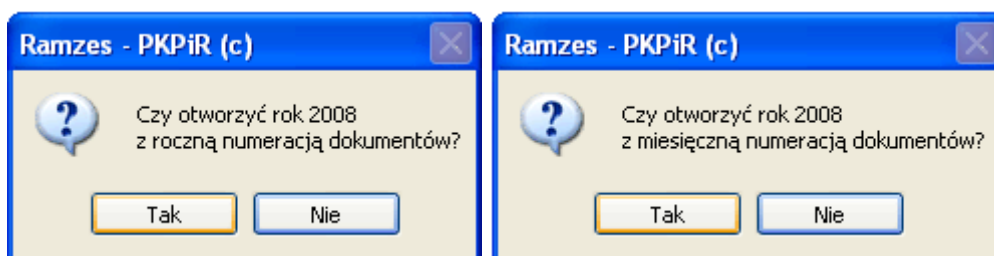 Ramzes - PKPiR (c)
Czy otworzyć rok 2008
z roczną numeracją dokumentów?
Tak Nie
Ramzes - PKPiR (c)
Czy otworzyć rok 2008
z miesięczną numeracją dokumentów?
Tak Nie